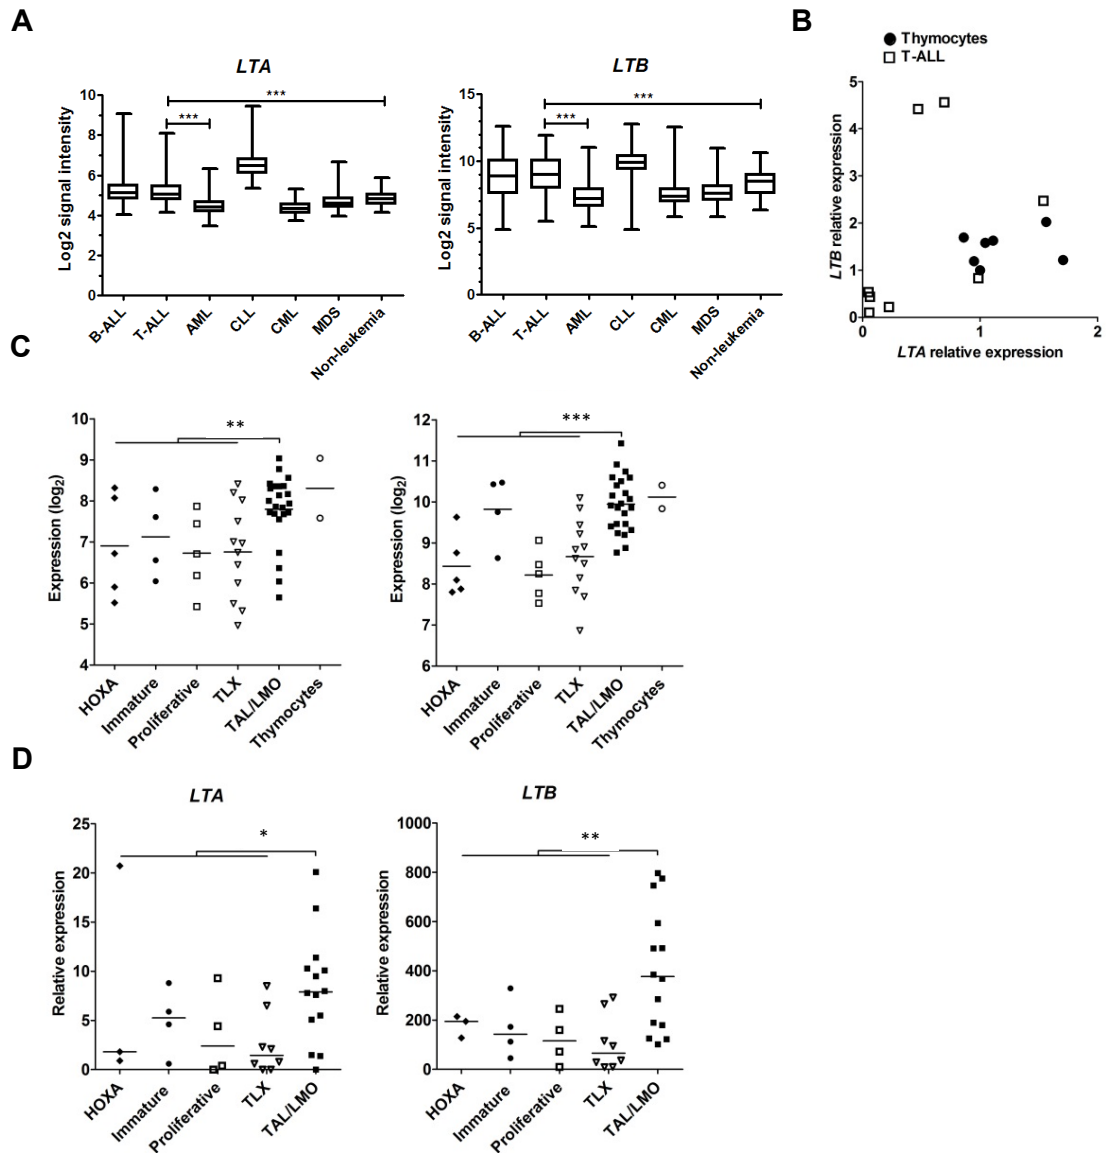 A
LTA
Log2 signal intensity
10
8
6
4
2
0
***
***
B-ALL
T-ALL
AML
CLL
CML
MDS
Non-leukemia
LTB
Log2 signal intensity
15
10
5
0
***
***
B-ALL
T-ALL
AML
CLL
CML
MDS
Non-leukemia
B
Thymocytes
T-ALL
LTB relative expression
5
4
3
2
1
0
0 1 2
LTA relative expression
C
Expression (log2)
10
9
8
7
6
5
4
**
HOXA
Immature
Proliferative
TLX
TAL/LMO
Thymocytes
Expression (log2)
12
11
10
9
8
7
6
***
HOXA
Immature
Proliferative
TLX
TAL/LMO
Thymocytes
D
LTA
Relative expression
25
20
15
10
5
0
*
HOXA
Immature
Proliferative
TLX
TAL/LMO
LTB
Relative expression
1000
800
600
400
200
0
**
HOXA
Immature
Proliferative
TLX
TAL/LMO